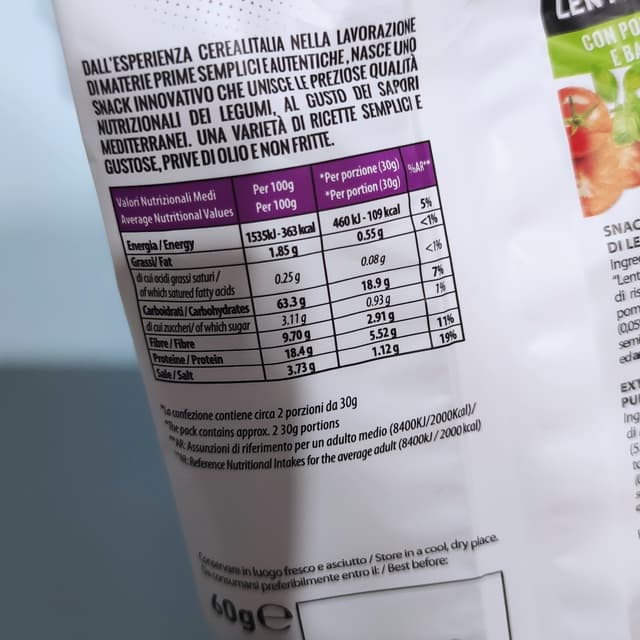 DALL'ESPERIENZA CEREALITALIA NELLA LAVORAZIONE
DI MATERIE PRIME SEMPLICI E AUTENTICHE, NASCE UNO
SNACK INNOVATIVO CHE UNISCE LE PREZIOSE QUALITÀ
NUTRIZIONALI DEI LEGUMI, AL GUSTO DEI SAPORI
MEDITERRANEI. UNA VARIETÀ DI RICETTE SEMPLICI E
GUSTOSE, PRIVE DI OLIO E NON FRITTE.
Valori Nutrizionali Medi Per 100g *Per porzione (30g) %AR**
Average Nutritional Values Per 100g *Per portion (30g)
Energia / Energy 1535kJ - 363 kcal 460 kJ - 109 kcal 5%
Grassi/ Fat 1.85 g 0.55 g <1%
di cui acidi grassi saturi /
of which satured fatty acids 0.25 g 0.08 g <1%
Carboidrati / Carbohydrates 63.3 g 18.9 g 7%
di cui zuccheri/ of which sugar 3.11 g 0.93 g 1%
Fibre / Fibre 9.70 g 2.91 g
Proteine / Protein 18.4 g 5.52 g 11%
Sale / Salt 3.73 g 1.12 g 19%
*La confezione contiene circa 2 porzioni da 30g
*The pack contains approx. 2 30g portions
**AR: Assunzioni di riferimento per un adulto medio (8400KJ/2000Kal)/
**AR: Reference Nutritional Intakes for the average adult (8400kJ / 2000 kcal)
Conservare in luogo fresco e asciutto / Store in a cool, dry place.
Da consumarsi preferibilmente entro il: / Best before:
60g e
CON PO
E BA
SNAC
DI LE
Ingre
"Lent
di ris
pom
(0,0
semi
ed a
EXT
PU
Ing
di
(5